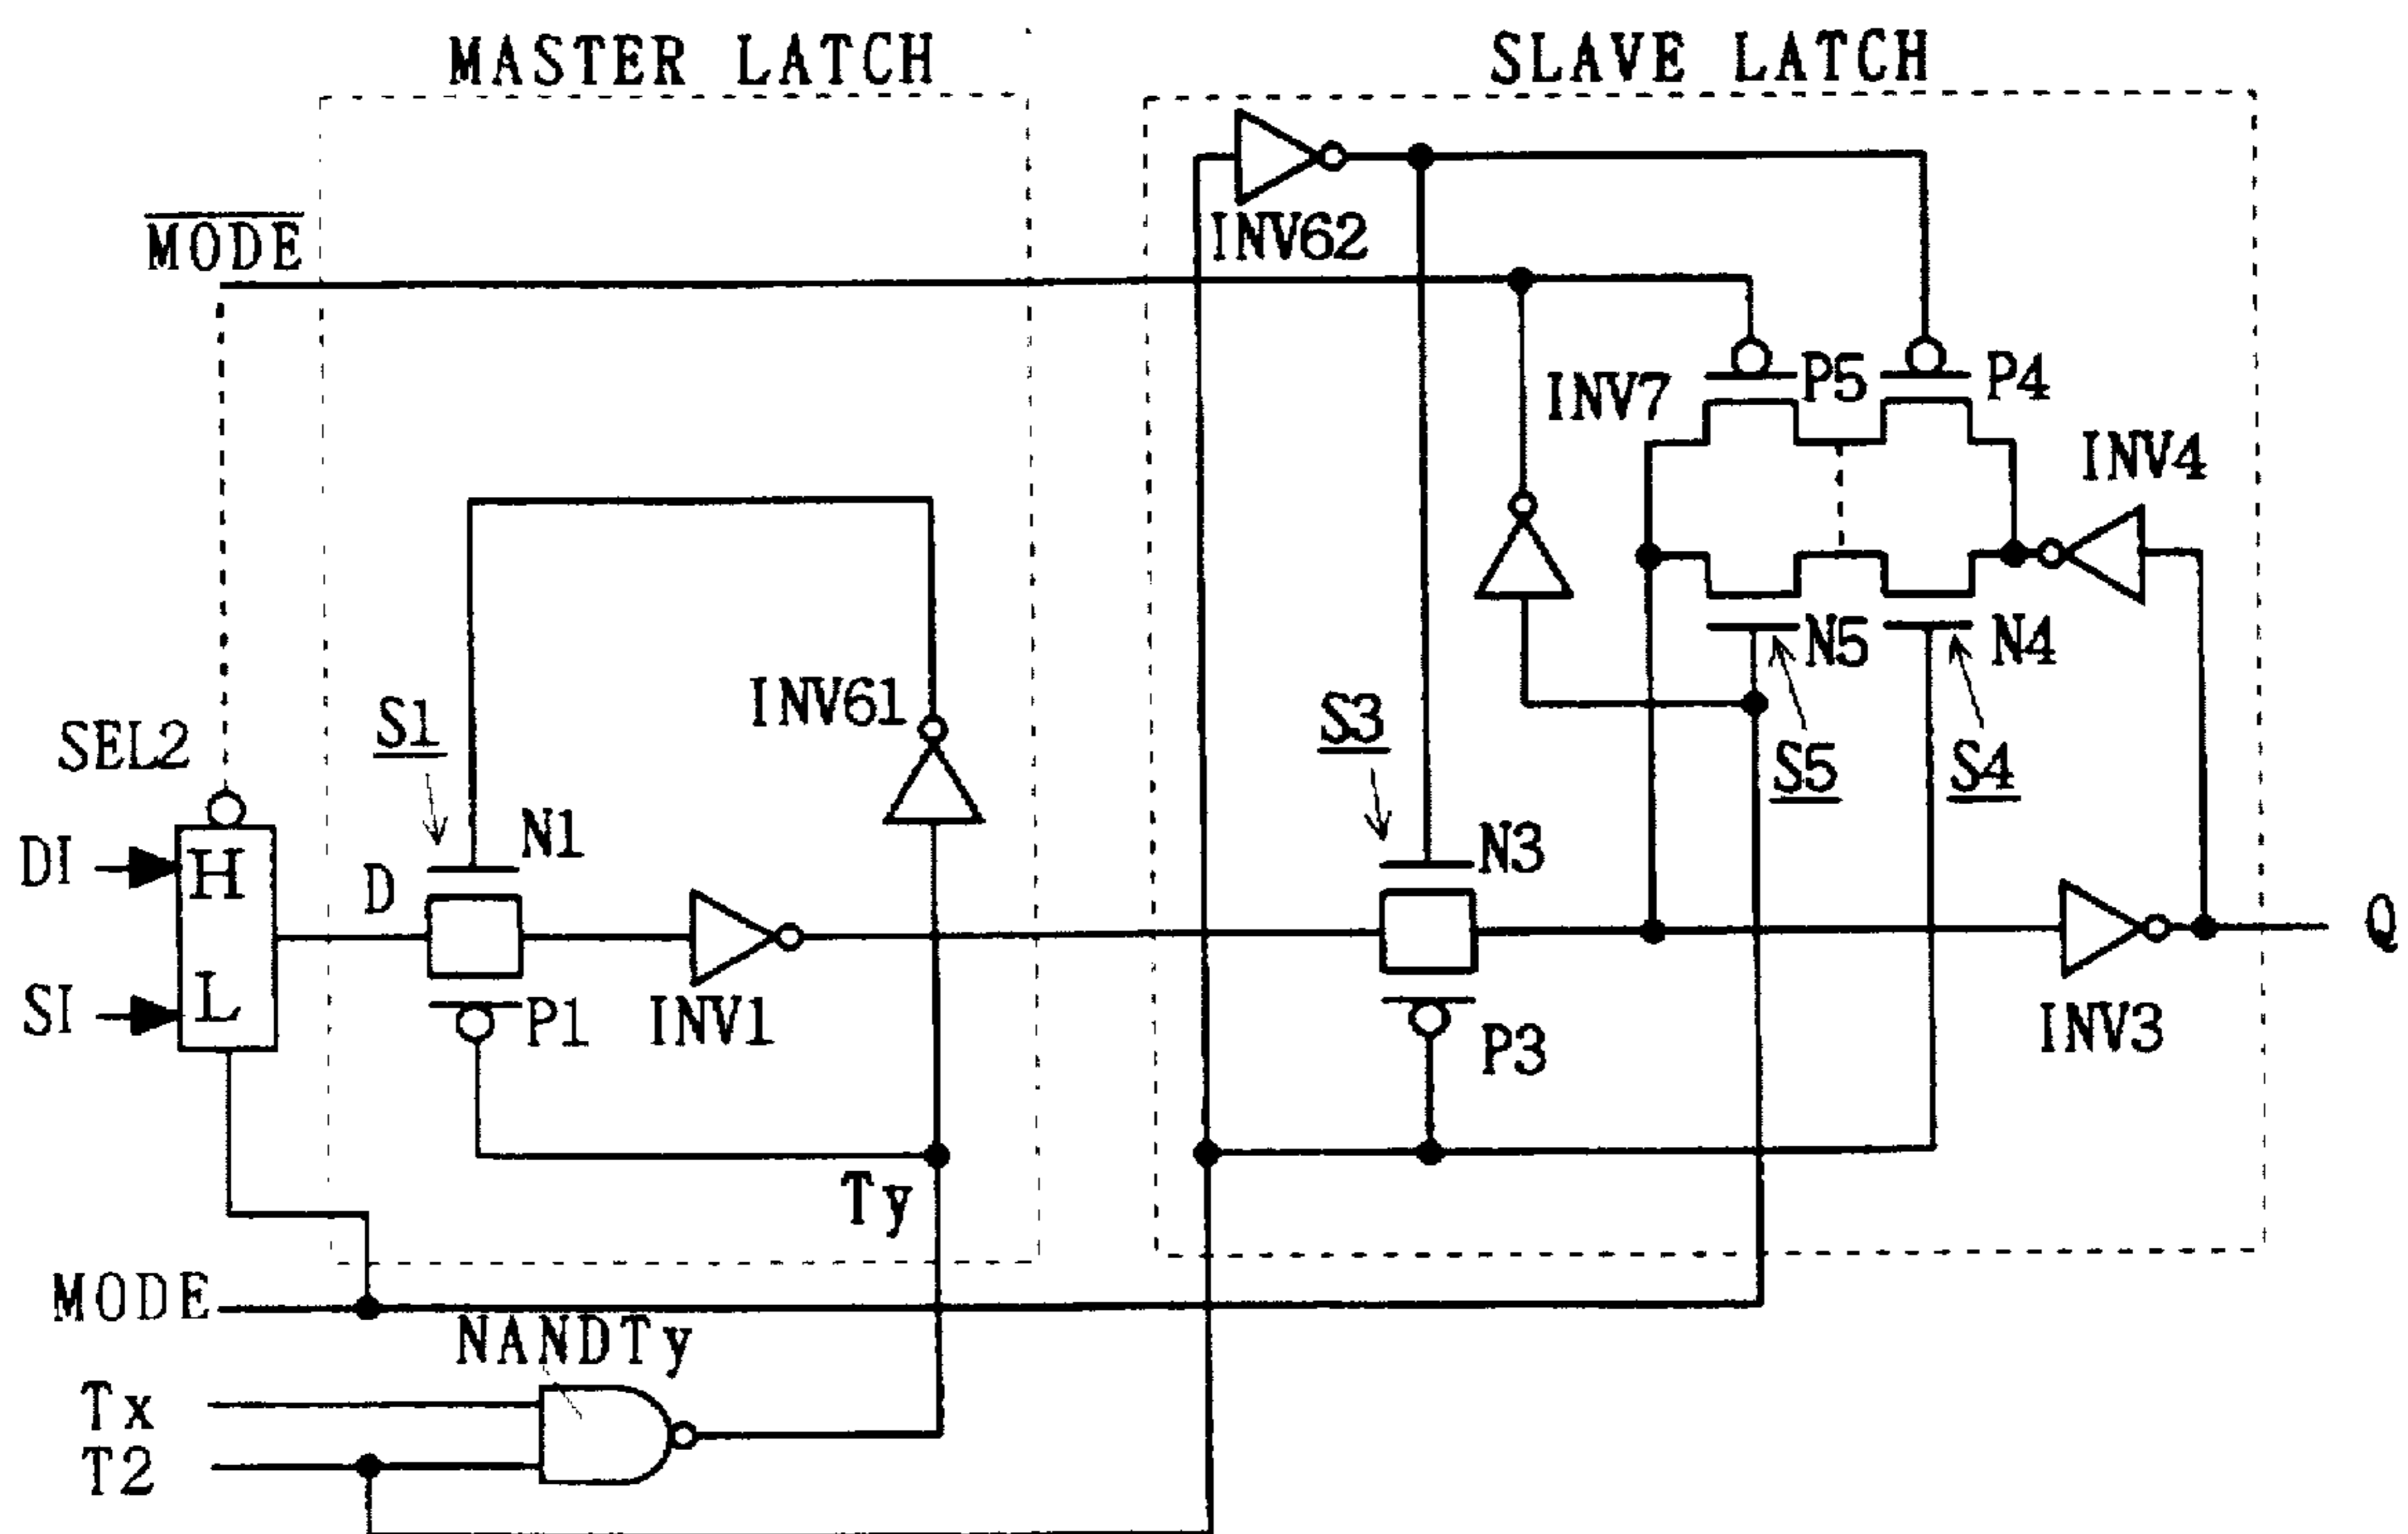 MASTER LATCH
SLAVE LATCH
MODE
INV62
INV7
P5
P4
INV4
N5
N4
S5
S4
SEL2
S1
INV61
S3
DI
H
D
N1
N3
Q
SI
L
P1
INV1
P3
INV3
Ty
MODE
NANDTy
Tx
T2